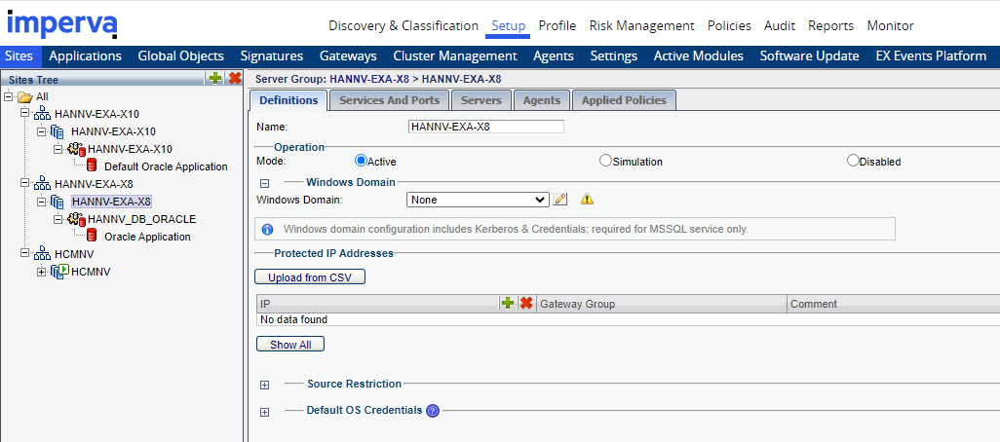 imperva
Discovery & Classification Setup Profile Risk Management Policies Audit Reports Monitor
Sites Applications Global Objects Signatures Gateways Cluster Management Agents Settings Active Modules Software Update EX Events Platform
Sites Tree
All
HANNV-EXA-X10
HANNV-EXA-X10
HANNV-EXA-X10
Default Oracle Application
HANNV-EXA-X8
HANNV-EXA-X8
HANNV_DB_ORACLE
Oracle Application
HCMNV
HCMNV
Server Group: HANNV-EXA-X8 > HANNV-EXA-X8
Definitions Services And Ports Servers Agents Applied Policies
Name: HANNV-EXA-X8
Operation
Mode: Active Simulation Disabled
Windows Domain
Windows Domain: None
Windows domain configuration includes Kerberos & Credentials; required for MSSQL service only.
Protected IP Addresses
Upload from CSV
IP Gateway Group Comment
No data found
Show All
Source Restriction
Default OS Credentials ?